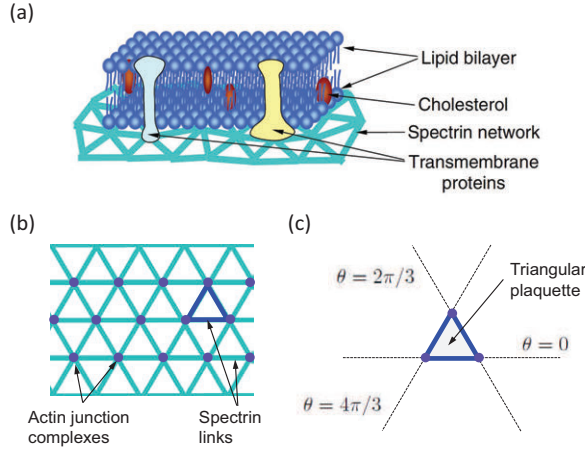 (a)
Lipid bilayer
Cholesterol
Spectrin network
Transmembrane
proteins
(b)
Actin junction
complexes
Spectrin
links
(c)
θ = 2π/3
Triangular
plaquette
θ = 0
θ = 4π/3